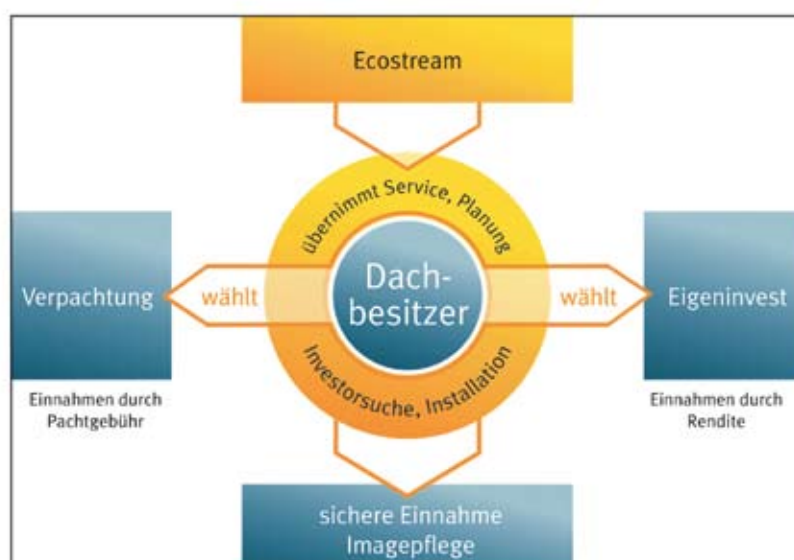 Ecostream
übernimmt Service, Planung
Verpachtung
wählt
Dach-
besitzer
wählt
Eigeninvest
Investorsuche, Installation
Einnahmen durch
Pachtgebühr
Einnahmen durch
Rendite
sichere Einnahme
Imagepflege